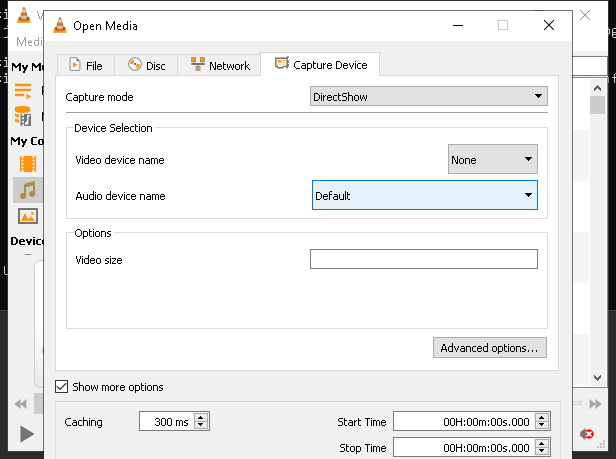 Open Media
Medi
File
Disc
Network
Capture Device
My M
Capture mode
DirectShow
Device Selection
My Co
Video device name
None
Audio device name
Default
Device
Options
Video size
Advanced options...
Show more options
Caching
300 ms
Start Time
00H:00m:00s.000
Stop Time
00H:00m:00s.000